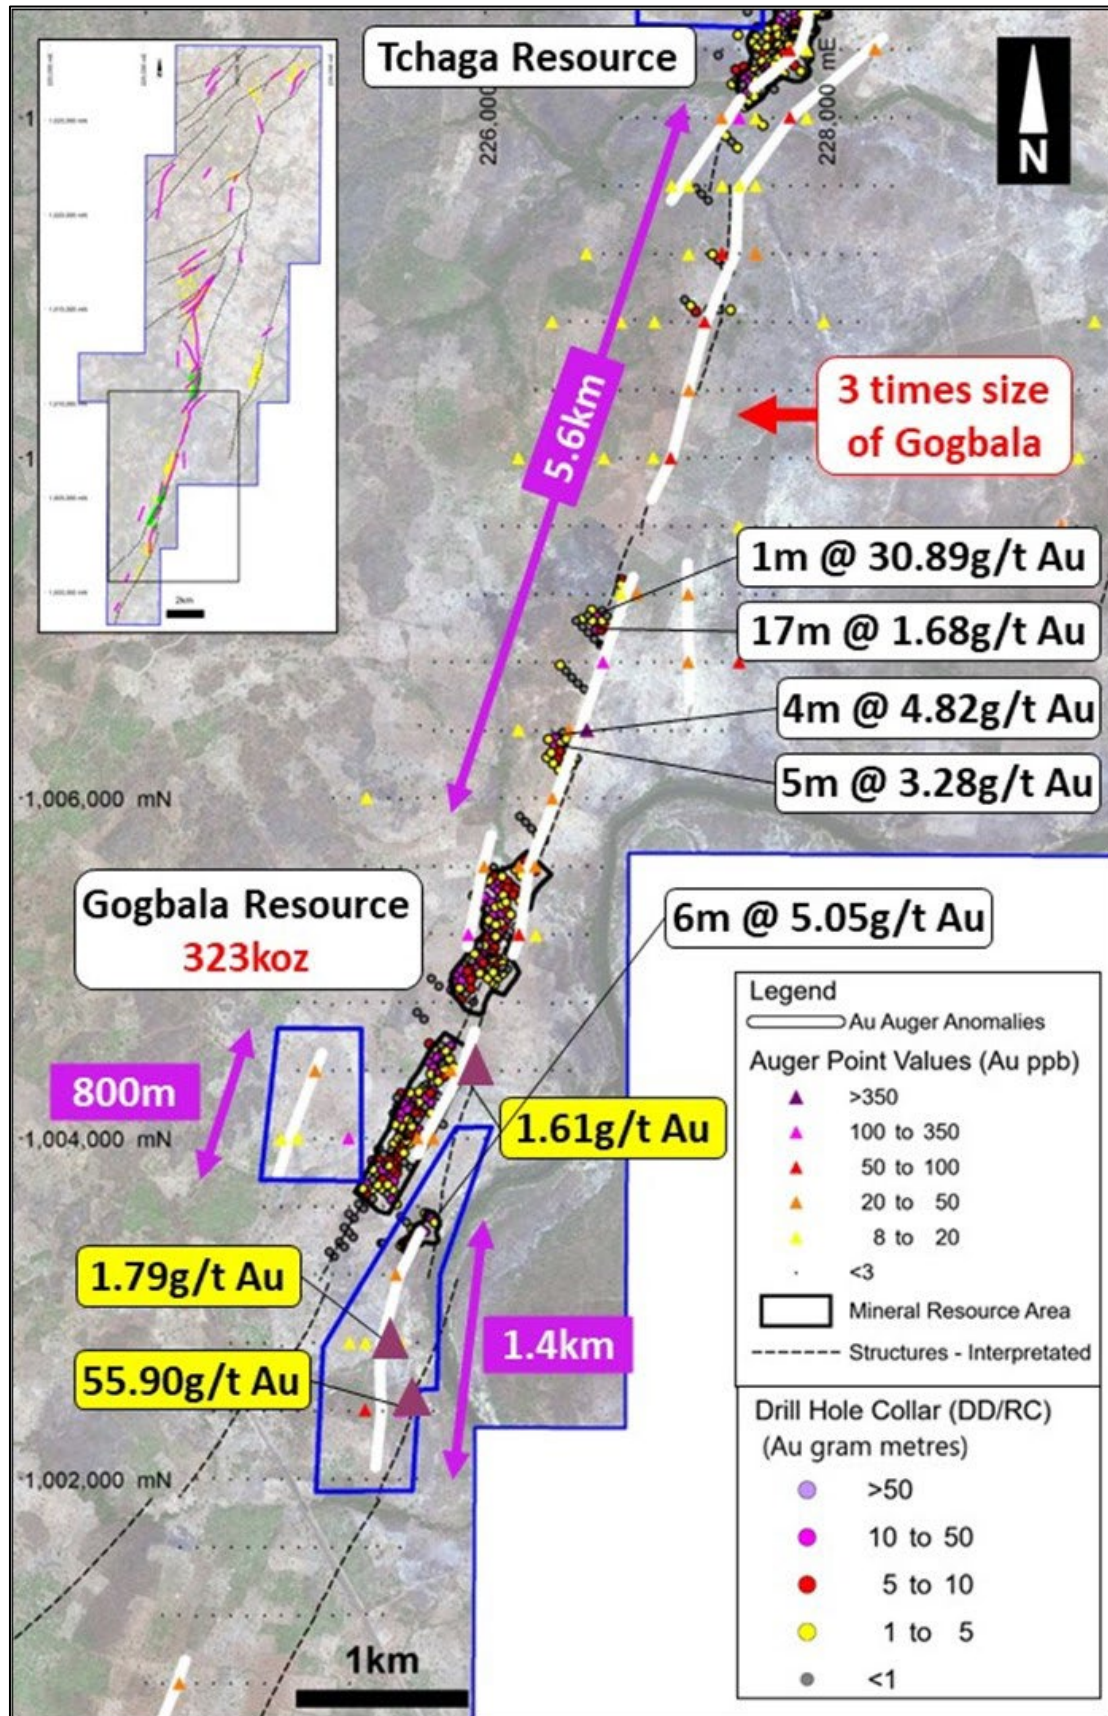 Tchaga Resource
226,000
228,000 mE
N
5.6km
3 times size
of Gogbala
2km
1m @ 30.89g/t Au
17m @ 1.68g/t Au
4m @ 4.82g/t Au
5m @ 3.28g/t Au
1,006,000 mN
Gogbala Resource
323koz
6m @ 5.05g/t Au
800m
1.61g/t Au
1,004,000 mN
1.79g/t Au
55.90g/t Au
1.4km
1,002,000 mN
1km
Legend
Au Auger Anomalies
Auger Point Values (Au ppb)
>350
100 to 350
50 to 100
20 to 50
8 to 20
<3
Mineral Resource Area
Structures - Interpretated
Drill Hole Collar (DD/RC)
(Au gram metres)
>50
10 to 50
5 to 10
1 to 5
<1